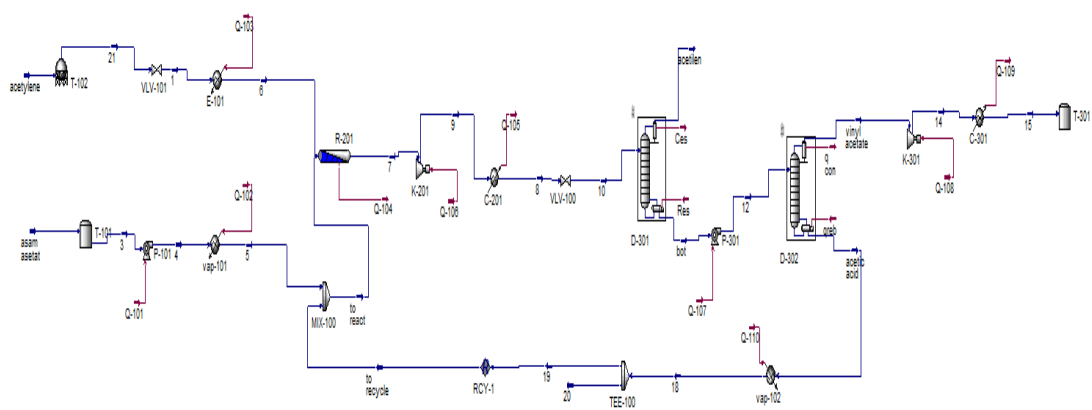 Q-103
21
acetylene
T-102
VLV-101
1
E-101
6
R-201
9
Q-105
7
K-201
Q-106
C-201
8
VLV-100
10
Q-104
acetilen
Ces
Res
D-301
bot
P-301
12
Q-107
vinyl
acetate
q
con
qreb
D-302
acetic
acid
14
K-301
Q-108
Q-109
C-301
15
T-301
Q-102
asam
asetat
T-101
3
P-101
4
vap-101
5
Q-101
MIX-100
to
react
to
recycle
RCY-1
19
20
TEE-100
18
Q-110
vap-102